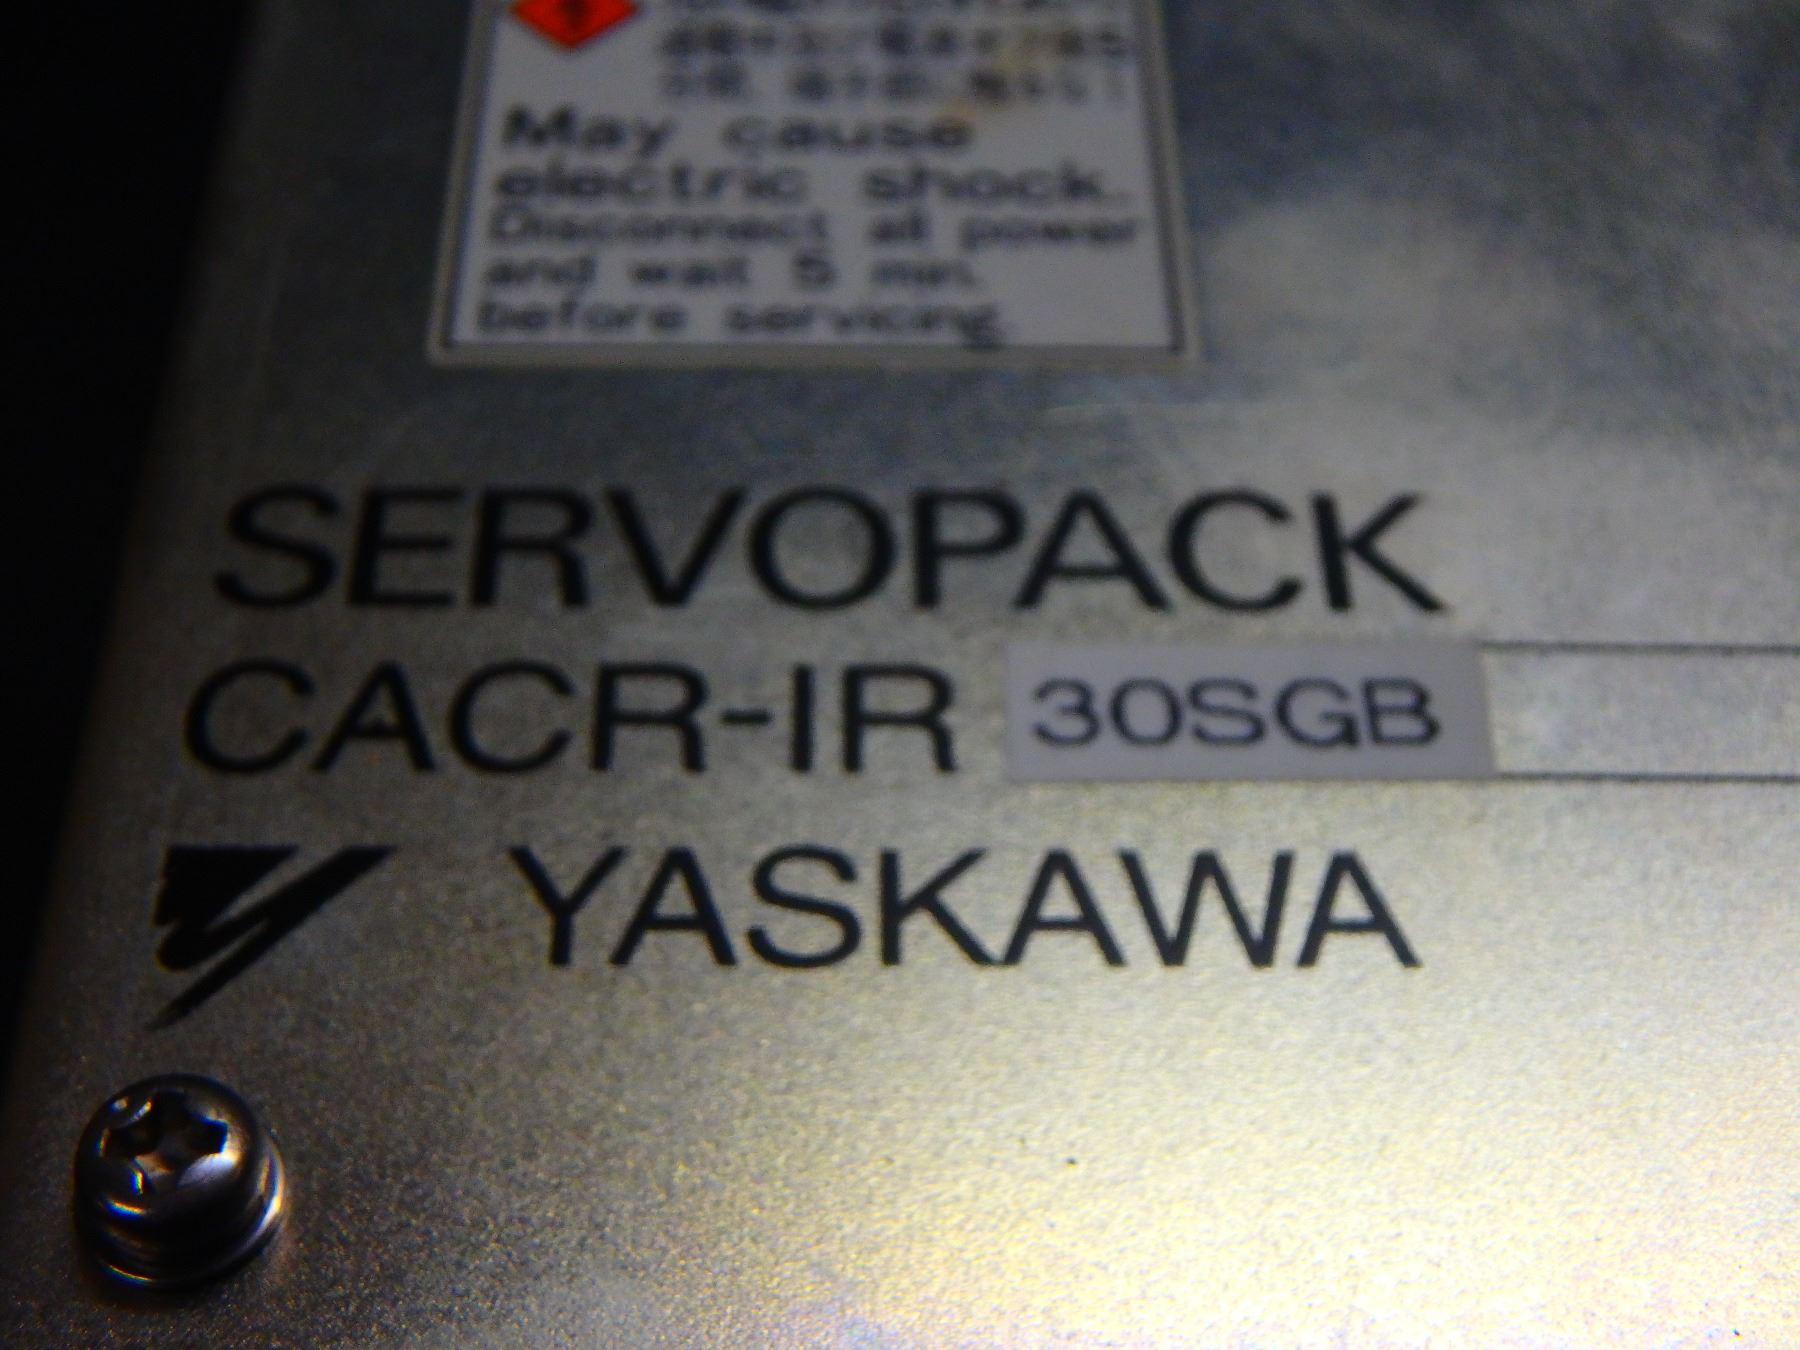 May cause
electric shock.
Disconnect all power
and wait 5 min.
before servicing.
SERVOPACK
CACR-IR 30SGB
YASKAWA